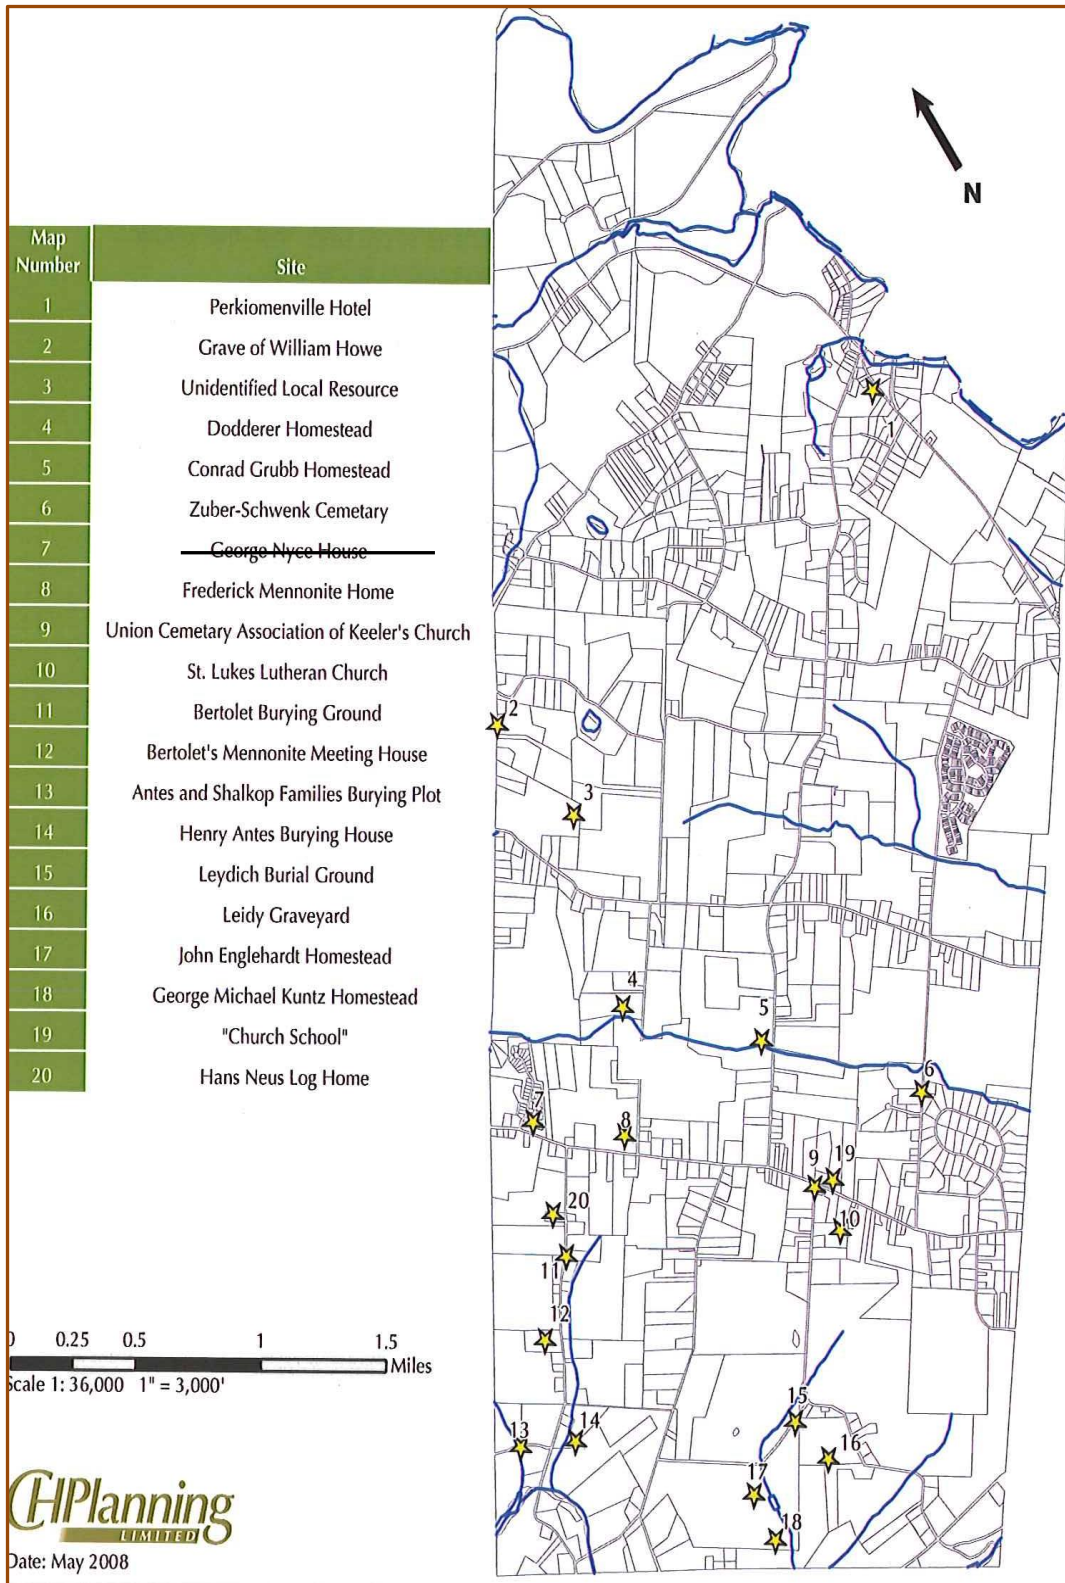 N
Map
Number Site
1 Perkiomenville Hotel
2 Grave of William Howe
3 Unidentified Local Resource
4 Dodderer Homestead
5 Conrad Grubb Homestead
6 Zuber-Schwenk Cemetary
7 George Nyce House
8 Frederick Mennonite Home
9 Union Cemetary Association of Keeler's Church
10 St. Lukes Lutheran Church
11 Bertolet Burying Ground
12 Bertolet's Mennonite Meeting House
13 Antes and Shalkop Families Burying Plot
14 Henry Antes Burying House
15 Leydich Burial Ground
16 Leidy Graveyard
17 John Englehardt Homestead
18 George Michael Kuntz Homestead
19 "Church School"
20 Hans Neus Log Home
1
2
3
4
5
6
7
8
9
19
10
20
11
12
13
14
15
16
17
18
0 0.25 0.5 1 1.5
Miles
Scale 1: 36,000 1" = 3,000'
CHPlanning
LIMITED
Date: May 2008